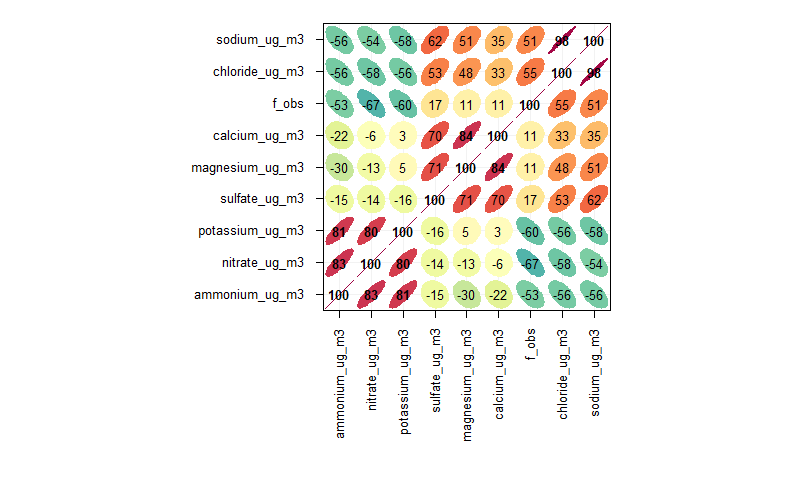 sodium_ug_m3 -56 -54 -58 62 51 35 51 98 100
chloride_ug_m3 -56 -58 -56 53 48 33 55 100 98
f_obs -53 -67 -60 17 11 11 100 55 51
calcium_ug_m3 -22 -6 3 70 84 100 11 33 35
magnesium_ug_m3 -30 -13 5 71 100 84 11 48 51
sulfate_ug_m3 -15 -14 -16 100 71 70 17 53 62
potassium_ug_m3 81 80 100 -16 5 3 -60 -56 -58
nitrate_ug_m3 83 100 80 -14 -13 -6 -67 -58 -54
ammonium_ug_m3 100 83 81 -15 -30 -22 -53 -56 -56
ammonium_ug_m3
nitrate_ug_m3
potassium_ug_m3
sulfate_ug_m3
magnesium_ug_m3
calcium_ug_m3
f_obs
chloride_ug_m3
sodium_ug_m3